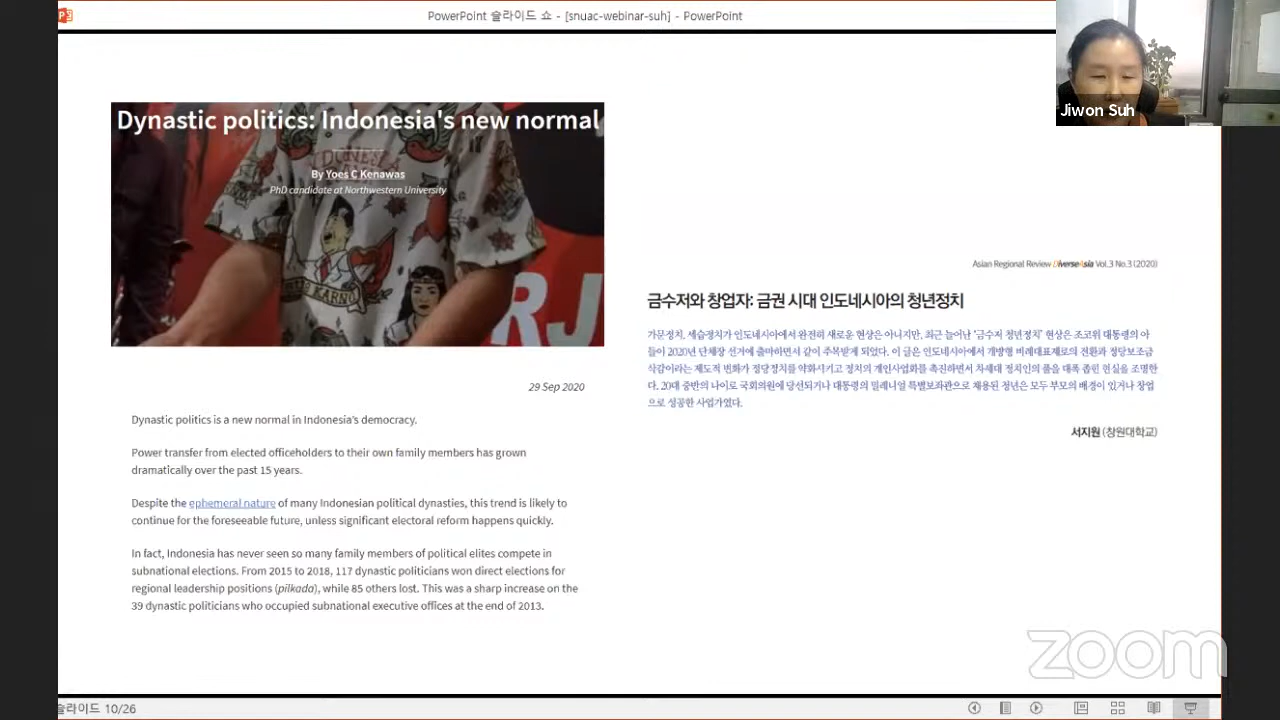 PowerPoint 슬라이드 쇼 - [snuac-webinar-suh] - PowerPoint
Jiwon Suh
Dynastic politics: Indonesia's new normal
By Yoes C Kenawas
PhD candidate at Northwestern University
29 Sep 2020
Dynastic politics is a new normal in Indonesia's democracy.
Power transfer from elected officeholders to their own family members has grown
dramatically over the past 15 years.
Despite the ephemeral nature of many Indonesian political dynasties, this trend is likely to
continue for the foreseeable future, unless significant electoral reform happens quickly.
In fact, Indonesia has never seen so many family members of political elites compete in
subnational elections. From 2015 to 2018, 117 dynastic politicians won direct elections for
regional leadership positions (pilkada), while 85 others lost. This was a sharp increase on the
39 dynastic politicians who occupied subnational executive offices at the end of 2013.
Asian Regional Review DiverseAsia Vol.3 No.3 (2020)
금수저와 창업자: 금권 시대 인도네시아의 청년정치
가문정치, 세습정치가 인도네시아에서 완전히 새로운 현상은 아니지만, 최근 늘어난 '금수저 청년정치' 현상은 조코위 대통령의 아
들이 2020년 단체장 선거에 출마하면서 같이 주목받게 되었다. 이 글은 인도네시아에서 개방형 비례대표제로의 전환과 정당보조금
삭감이라는 제도적 변화가 정당정치를 약화시키고 정치의 개인사업화를 촉진하면서 차세대 정치인의 풀을 대폭 좁힌 현실을 조명한
다. 20대 중반의 나이로 국회의원에 당선되거나 대통령의 밀레니얼 특별보좌관으로 채용된 청년은 모두 부모의 배경이 있거나 창업
으로 성공한 사업가였다.
서지원 (창원대학교)
INDONESIA
KARNO
RJ
zoom
슬라이드 10/26